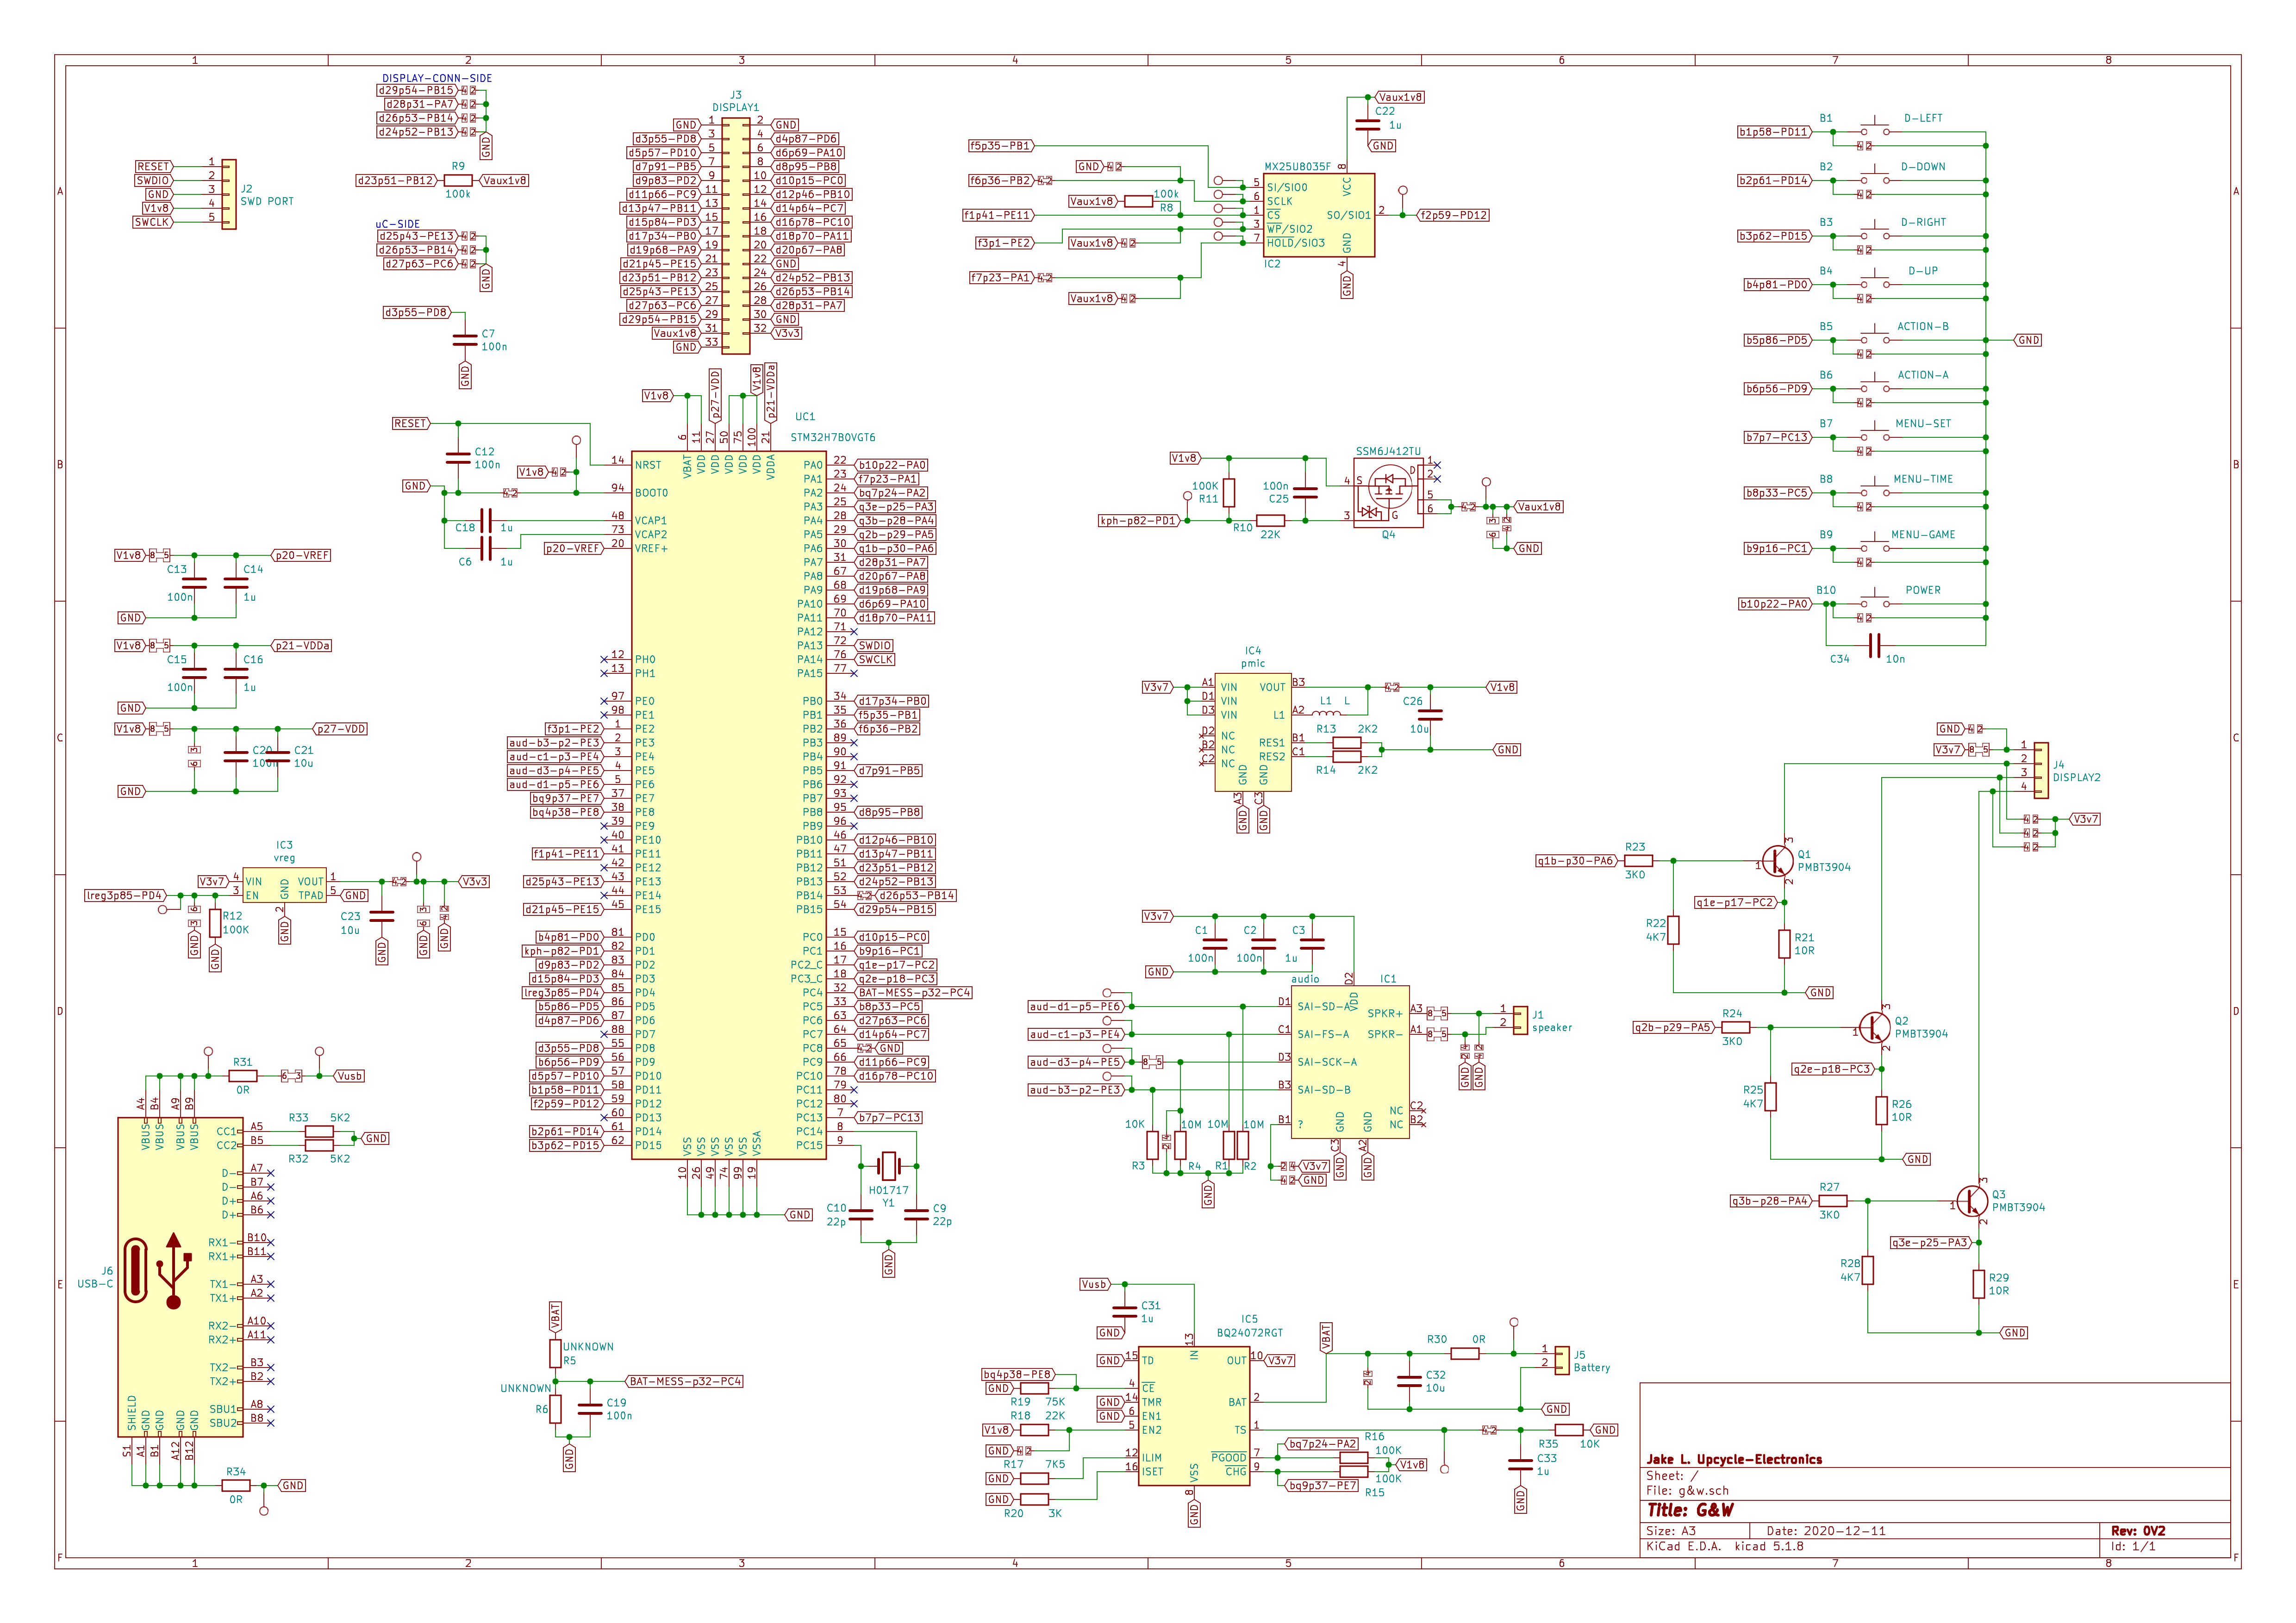 DISPLAY-CONN-SIDE
d29p54-PB15
d28p31-PA7
d26p53-PB14
d24p52-PB13
GND
R9
d23p51-PB12
Vaux1v8
100k
uC-SIDE
d25p43-PE13
d26p53-PB14
d27p63-PC6
GND
d3p55-PD8
C7
100n
GND
RESET 1
SWDIO 2
GND 3
V1v8 4
SWCLK 5
J2
SWD PORT
J3
DISPLAY1
GND 1 2 GND
d3p55-PD8 3 4 d4p87-PD6
d5p57-PD10 5 6 d6p69-PA10
d7p91-PB5 7 8 d8p95-PB8
d9p83-PD2 9 10 d10p15-PC0
d11p66-PC9 11 12 d12p46-PB10
d13p47-PB11 13 14 d14p64-PC7
d15p84-PD3 15 16 d16p78-PC10
d17p34-PB0 17 18 d18p70-PA11
d19p68-PA9 19 20 d20p67-PA8
d21p45-PE15 21 22 GND
d23p51-PB12 23 24 d24p52-PB13
d25p43-PE13 25 26 d26p53-PB14
d27p63-PC6 27 28 d28p31-PA7
d29p54-PB15 29 30 GND
Vaux1v8 31 32 V3v3
GND 33
Vaux1v8
C22
1u
GND
MX25U8035F
f5p35-PB1
GND
f6p36-PB2
Vaux1v8
100k
R8
f1p41-PE11
f3p1-PE2
Vaux1v8
f7p23-PA1
Vaux1v8
5 SI/SIO0
6 SCLK
1 CS
3 WP/SIO2
7 HOLD/SIO3
VCC 8
SO/SIO1 2
f2p59-PD12
GND 4
IC2
GND
B1 D-LEFT
b1p58-PD11
B2 D-DOWN
b2p61-PD14
B3 D-RIGHT
b3p62-PD15
B4 D-UP
b4p81-PD0
B5 ACTION-B
b5p86-PD5
GND
B6 ACTION-A
b6p56-PD9
B7 MENU-SET
b7p7-PC13
B8 MENU-TIME
b8p33-PC5
B9 MENU-GAME
b9p16-PC1
B10 POWER
b10p22-PA0
C34 10n
RESET
C12
100n
V1v8
GND
C18 1u
C6 1u
p20-VREF
V1v8
p27-VDD
V1v8
p21-VDDa
UC1
STM32H7B0VGT6
6 VBAT
11 VDD
27 VDD
50 VDD
75 VDD
100 VDD
21 VDDA
14 NRST
94 BOOT0
48 VCAP1
73 VCAP2
20 VREF+
12 PH0
13 PH1
97 PE0
98 PE1
f3p1-PE2 1 PE2
aud-b3-p2-PE3 2 PE3
aud-c1-p3-PE4 3 PE4
aud-d3-p4-PE5 4 PE5
aud-d1-p5-PE6 5 PE6
bq9p37-PE7 37 PE7
bq4p38-PE8 38 PE8
39 PE9
40 PE10
f1p41-PE11 41 PE11
42 PE12
d25p43-PE13 43 PE13
44 PE14
d21p45-PE15 45 PE15
b4p81-PD0 81 PD0
kph-p82-PD1 82 PD1
d9p83-PD2 83 PD2
d15p84-PD3 84 PD3
lreg3p85-PD4 85 PD4
b5p86-PD5 86 PD5
d4p87-PD6 87 PD6
88 PD7
d3p55-PD8 55 PD8
b6p56-PD9 56 PD9
d5p57-PD10 57 PD10
b1p58-PD11 58 PD11
f2p59-PD12 59 PD12
60 PD13
b2p61-PD14 61 PD14
b3p62-PD15 62 PD15
PA0 22 b10p22-PA0
PA1 23 f7p23-PA1
PA2 24 bq7p24-PA2
PA3 25 q3e-p25-PA3
PA4 28 q3b-p28-PA4
PA5 29 q2b-p29-PA5
PA6 30 q1b-p30-PA6
PA7 31 d28p31-PA7
PA8 67 d20p67-PA8
PA9 68 d19p68-PA9
PA10 69 d6p69-PA10
PA11 70 d18p70-PA11
PA12 71
PA13 72 SWDIO
PA14 76 SWCLK
PA15 77
PB0 34 d17p34-PB0
PB1 35 f5p35-PB1
PB2 36 f6p36-PB2
PB3 89
PB4 90
PB5 91 d7p91-PB5
PB6 92
PB7 93
PB8 95 d8p95-PB8
PB9 96
PB10 46 d12p46-PB10
PB11 47 d13p47-PB11
PB12 51 d23p51-PB12
PB13 52 d24p52-PB13
PB14 53 d26p53-PB14
PB15 54 d29p54-PB15
PC0 15 d10p15-PC0
PC1 16 b9p16-PC1
PC2_C 17 q1e-p17-PC2
PC3_C 18 q2e-p18-PC3
PC4 32 BAT-MESS-p32-PC4
PC5 33 b8p33-PC5
PC6 63 d27p63-PC6
PC7 64 d14p64-PC7
PC8 65 GND
PC9 66 d11p66-PC9
PC10 78 d16p78-PC10
PC11 79
PC12 80
PC13 7 b7p7-PC13
PC14 8
PC15 9
VSS 10
VSS 26
VSS 49
VSS 74
VSS 99
VSSA 19
GND
H01717
Y1
C10
22p
C9
22p
GND
V1v8 p20-VREF
C13 C14
100n 1u
GND
V1v8 p21-VDDa
C15 C16
100n 1u
GND
V1v8 p27-VDD
C20 C21
100n 10u
GND
IC3
vreg
V3v7 4 VIN VOUT 1
lreg3p85-PD4 3 EN TPAD 5 GND
GND 2
R12
100K
C23
10u
V3v3
GND GND GND GND GND GND
V1v8
100K
R11
100n
C25
kph-p82-PD1
R10
22K
SSM6J412TU
4 S D 1
2
5
6
3 G
Q4
Vaux1v8
GND
IC4
pmic
V3v7 A1 VIN VOUT B3
D1 VIN
D3 VIN L1 A2
D2 NC
B2 NC RES1 B1
C2 NC RES2 C1
GND A3
GND C3
GND GND
L1 L
R13 2K2
R14 2K2
C26
10u
V1v8
GND
GND
V3v7
1
2
3
4
J4
DISPLAY2
V3v7
q1b-p30-PA6
R23
3K0
R22
4K7
Q1
PMBT3904
q1e-p17-PC2
R21
10R
GND
q2b-p29-PA5
R24
3K0
R25
4K7
Q2
PMBT3904
q2e-p18-PC3
R26
10R
GND
q3b-p28-PA4
R27
3K0
R28
4K7
Q3
PMBT3904
q3e-p25-PA3
R29
10R
GND
V3v7
C1 C2 C3
100n 100n 1u
GND
audio IC1
D2 VDD
aud-d1-p5-PE6 D1 SAI-SD-A
aud-c1-p3-PE4 C1 SAI-FS-A
aud-d3-p4-PE5 D3 SAI-SCK-A
aud-b3-p2-PE3 B3 SAI-SD-B
B1 ?
SPKR+ A3
SPKR- A1
NC C2
NC B2
GND C3
GND A2
GND GND
1
2
J1
speaker
GND GND
10K 10M 10M 10M
R3 R4 R1 R2
V3v7
GND
GND
R31
0R
Vusb
A4 B4 A9 B9
VBUS VBUS VBUS VBUS
R33 5K2
R32 5K2
GND
CC1 A5
CC2 B5
D- A7
D- B7
D+ A6
D+ B6
RX1- B10
RX1+ B11
TX1- A3
TX1+ A2
RX2- A10
RX2+ A11
TX2- B3
TX2+ B2
SBU1 A8
SBU2 B8
J6
USB-C
SHIELD GND GND GND GND
S1 A1 B1 A12 B12
R34
0R
GND
VBAT
UNKNOWN
R5
BAT-MESS-p32-PC4
UNKNOWN
R6
C19
100n
GND
Vusb
C31
1u
GND
IC5
BQ24072RGT
13 IN
GND 15 TD
bq4p38-PE8
GND
4 CE
R19 75K
GND 14 TMR
GND 6 EN1
R18 22K
V1v8 5 EN2
GND
R17 7K5
GND
12 ILIM
16 ISET
GND
R20 3K
OUT 10 V3v7
BAT 2
TS 1
PGOOD 7
CHG 9
VSS 8
GND
bq7p24-PA2
R16
100K
V1v8
100K
R15
bq9p37-PE7
VBAT
R30 0R
C32
10u
1
2
J5
Battery
GND
R35
10K
GND
C33
1u
GND
Jake L. Upcycle-Electronics
Sheet: /
File: g&w.sch
Title: G&W
Size: A3 Date: 2020-12-11 Rev: 0V2
KiCad E.D.A. kicad 5.1.8 Id: 1/1
1 2 3 4 5 6 7 8
A B C D E F
1 2 3 4 5 6 7 8
A B C D E F